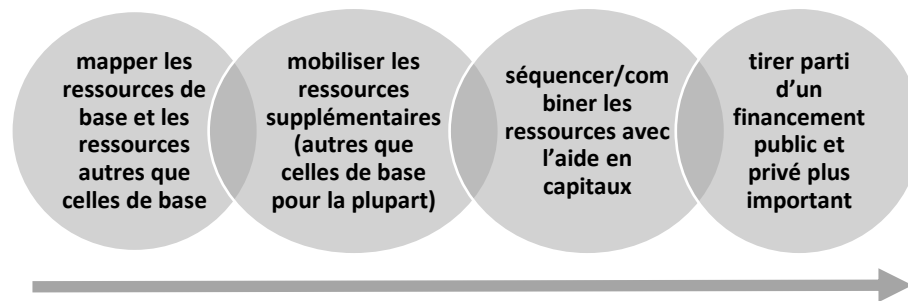 mapper les
ressources de
base et les
ressources
autres que
celles de base
mobiliser les
ressources
supplémentaires
(autres que
celles de base
pour la plupart)
séquencer/com
biner les
ressources avec
l’aide en
capitaux
tirer parti
d’un
financement
public et
privé plus
important